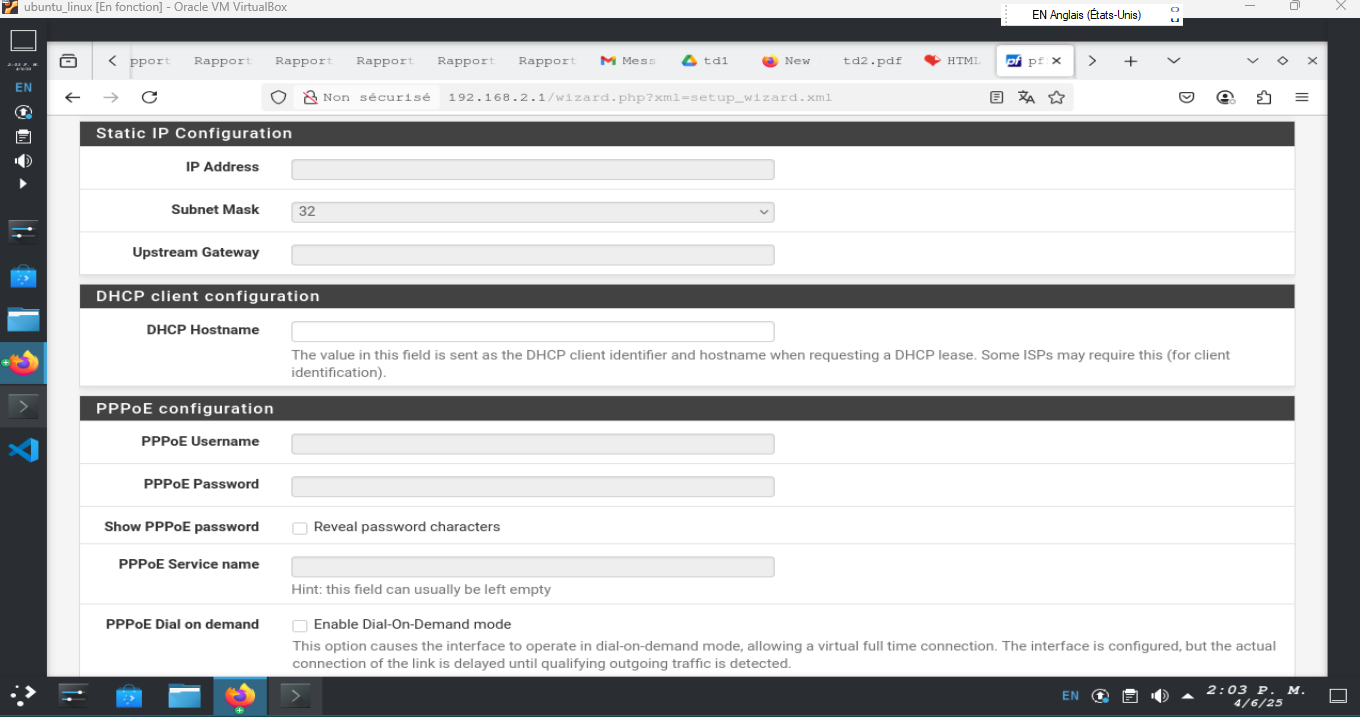 ubuntu_linux [En fonction] - Oracle VM VirtualBox
EN Anglais (États-Unis)
pport Rapport Rapport Rapport Rapport Rapport Mess td1 New td2.pdf HTML pf
EN
Non sécurisé 192.168.2.1/wizard.php?xml=setup_wizard.xml
Static IP Configuration
IP Address
Subnet Mask 32
Upstream Gateway
DHCP client configuration
DHCP Hostname
The value in this field is sent as the DHCP client identifier and hostname when requesting a DHCP lease. Some ISPs may require this (for client
identification).
PPPoE configuration
PPPoE Username
PPPoE Password
Show PPPoE password Reveal password characters
PPPoE Service name
Hint: this field can usually be left empty
PPPoE Dial on demand Enable Dial-On-Demand mode
This option causes the interface to operate in dial-on-demand mode, allowing a virtual full time connection. The interface is configured, but the actual
connection of the link is delayed until qualifying outgoing traffic is detected.
EN 2:03 P. M.
4/6/25